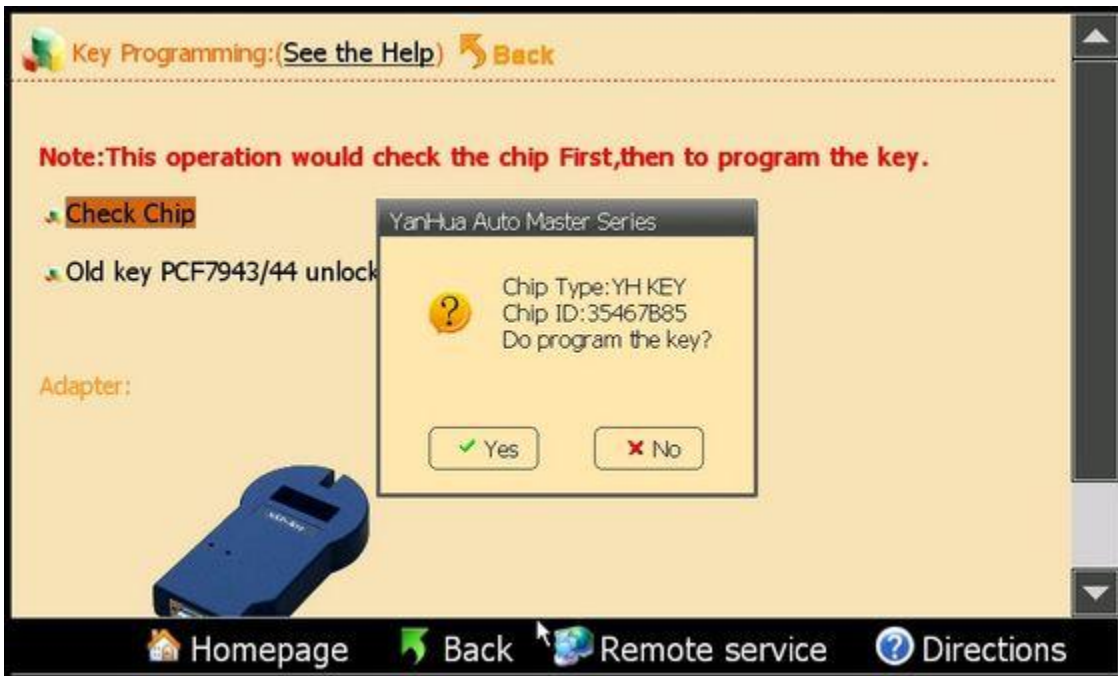 Key Programming:(See the Help) Back
Note:This operation would check the chip First,then to program the key.
Check Chip
Old key PCF7943/44 unlock
YanHua Auto Master Series
Chip Type:YH KEY
Chip ID:35467B85
Do program the key?
Yes No
Adapter:
Homepage Back Remote service Directions